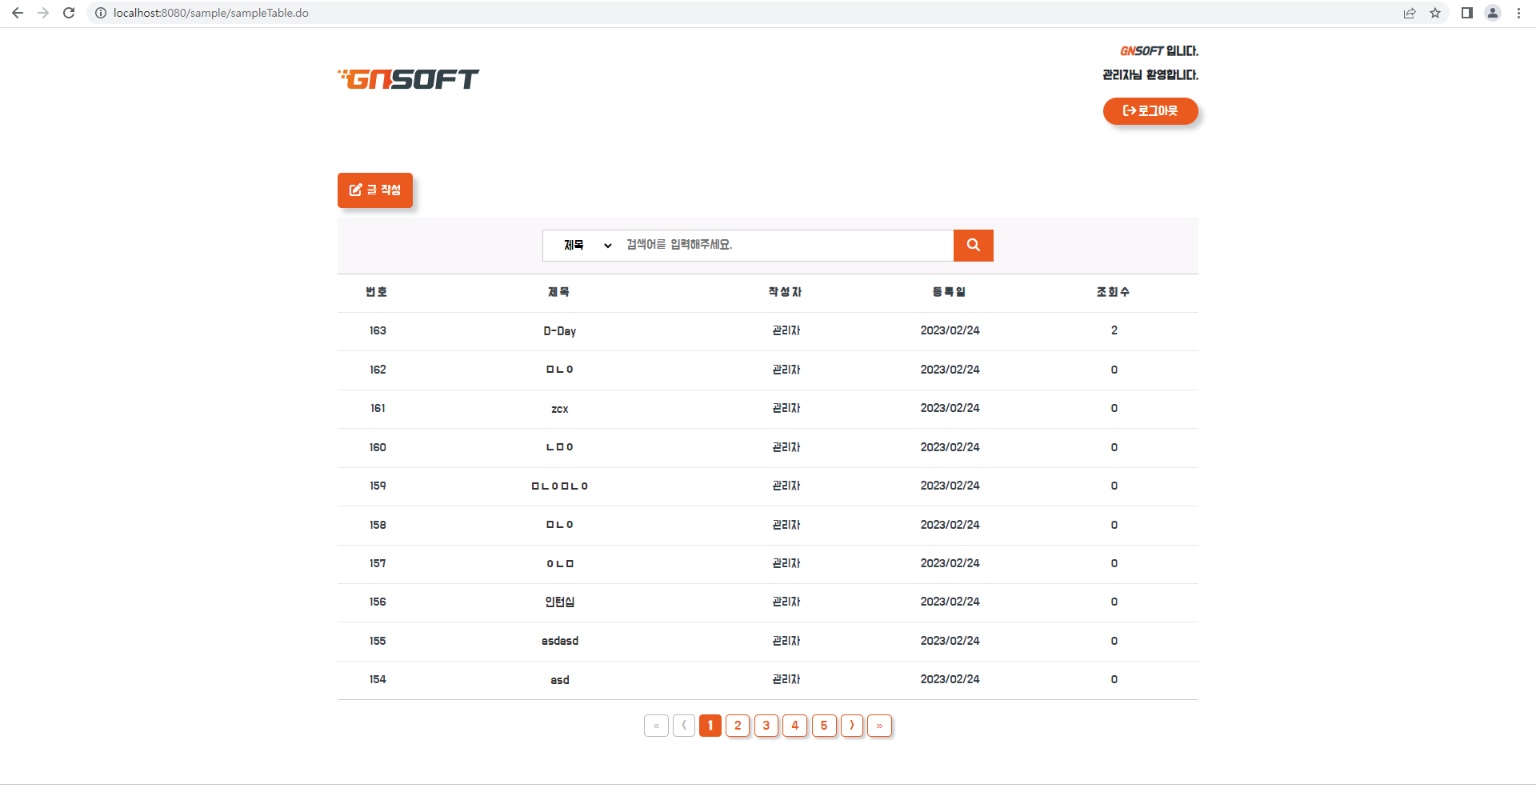 localhost:8080/sample/sampleTable.do
GNSOFT
GNSOFT 입니다.
관리자님 환영합니다.
로그아웃
글 작성
제목 검색어를 입력해주세요.
번호 제목 작성자 등록일 조회수
163 D-Day 관리자 2023/02/24 2
162 ㅁㄴㅇ 관리자 2023/02/24 0
161 zcx 관리자 2023/02/24 0
160 ㄴㅁㅇ 관리자 2023/02/24 0
159 ㅁㄴㅇㅁㄴㅇ 관리자 2023/02/24 0
158 ㅁㄴㅇ 관리자 2023/02/24 0
157 ㅇㄴㅁ 관리자 2023/02/24 0
156 인턴십 관리자 2023/02/24 0
155 asdasd 관리자 2023/02/24 0
154 asd 관리자 2023/02/24 0
« ⟨ 1 2 3 4 5 ⟩ »